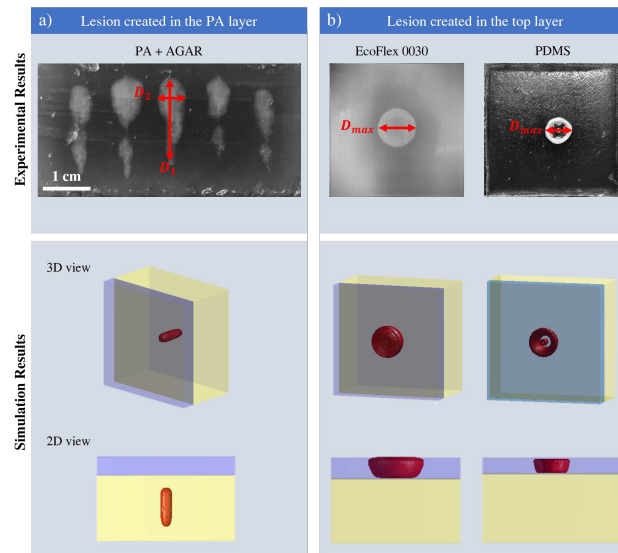 a) Lesion created in the PA layer
b) Lesion created in the top layer
Experimental Results
PA + AGAR
EcoFlex 0030
PDMS
D₂
D₁
1 cm
Dₘₐₓ
Dₘₐₓ
Simulation Results
3D view
2D view